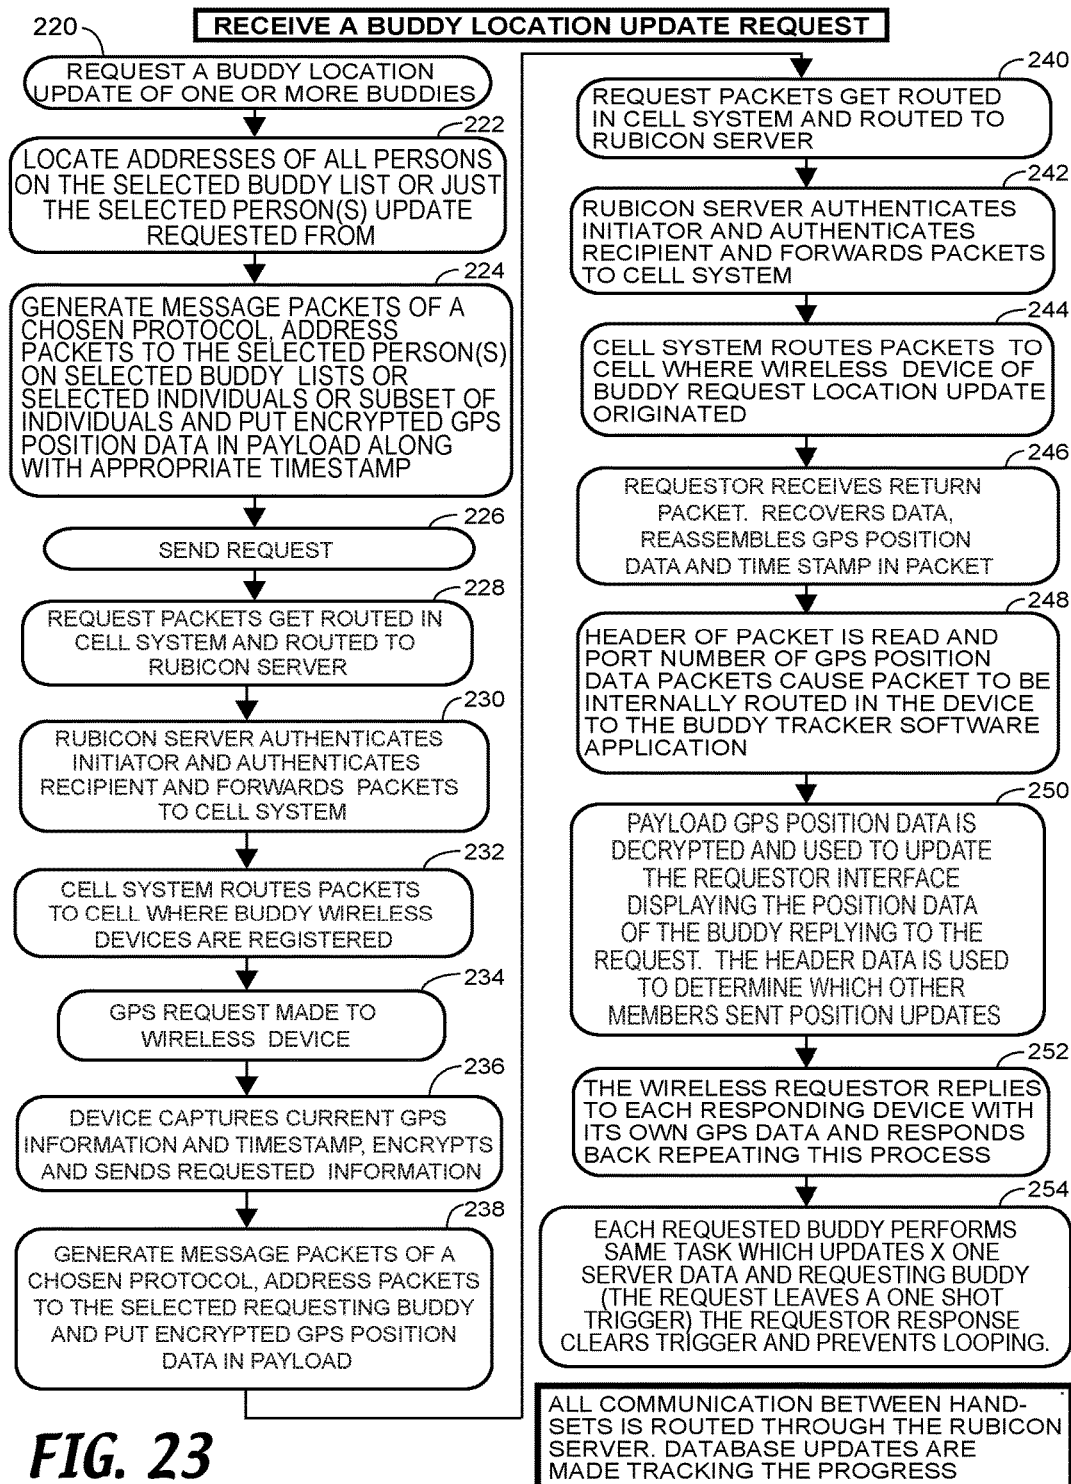 RECEIVE A BUDDY LOCATION UPDATE REQUEST
220
REQUEST A BUDDY LOCATION
UPDATE OF ONE OR MORE BUDDIES
222
LOCATE ADDRESSES OF ALL PERSONS
ON THE SELECTED BUDDY LIST OR JUST
THE SELECTED PERSON(S) UPDATE
REQUESTED FROM
224
GENERATE MESSAGE PACKETS OF A
CHOSEN PROTOCOL, ADDRESS
PACKETS TO THE SELECTED PERSON(S)
ON SELECTED BUDDY LISTS OR
SELECTED INDIVIDUALS OR SUBSET OF
INDIVIDUALS AND PUT ENCRYPTED GPS
POSITION DATA IN PAYLOAD ALONG
WITH APPROPRIATE TIMESTAMP
226
SEND REQUEST
228
REQUEST PACKETS GET ROUTED IN
CELL SYSTEM AND ROUTED TO
RUBICON SERVER
230
RUBICON SERVER AUTHENTICATES
INITIATOR AND AUTHENTICATES
RECIPIENT AND FORWARDS PACKETS
TO CELL SYSTEM
232
CELL SYSTEM ROUTES PACKETS
TO CELL WHERE BUDDY WIRELESS
DEVICES ARE REGISTERED
234
GPS REQUEST MADE TO
WIRELESS DEVICE
236
DEVICE CAPTURES CURRENT GPS
INFORMATION AND TIMESTAMP, ENCRYPTS
AND SENDS REQUESTED INFORMATION
238
GENERATE MESSAGE PACKETS OF A
CHOSEN PROTOCOL, ADDRESS PACKETS
TO THE SELECTED REQUESTING BUDDY
AND PUT ENCRYPTED GPS POSITION
DATA IN PAYLOAD
240
REQUEST PACKETS GET ROUTED
IN CELL SYSTEM AND ROUTED TO
RUBICON SERVER
242
RUBICON SERVER AUTHENTICATES
INITIATOR AND AUTHENTICATES
RECIPIENT AND FORWARDS PACKETS
TO CELL SYSTEM
244
CELL SYSTEM ROUTES PACKETS TO
CELL WHERE WIRELESS DEVICE OF
BUDDY REQUEST LOCATION UPDATE
ORIGINATED
246
REQUESTOR RECEIVES RETURN
PACKET. RECOVERS DATA,
REASSEMBLES GPS POSITION
DATA AND TIME STAMP IN PACKET
248
HEADER OF PACKET IS READ AND
PORT NUMBER OF GPS POSITION
DATA PACKETS CAUSE PACKET TO BE
INTERNALLY ROUTED IN THE DEVICE
TO THE BUDDY TRACKER SOFTWARE
APPLICATION
250
PAYLOAD GPS POSITION DATA IS
DECRYPTED AND USED TO UPDATE
THE REQUESTOR INTERFACE
DISPLAYING THE POSITION DATA
OF THE BUDDY REPLYING TO THE
REQUEST. THE HEADER DATA IS USED
TO DETERMINE WHICH OTHER
MEMBERS SENT POSITION UPDATES
252
THE WIRELESS REQUESTOR REPLIES
TO EACH RESPONDING DEVICE WITH
ITS OWN GPS DATA AND RESPONDS
BACK REPEATING THIS PROCESS
254
EACH REQUESTED BUDDY PERFORMS
SAME TASK WHICH UPDATES X ONE
SERVER DATA AND REQUESTING BUDDY
(THE REQUEST LEAVES A ONE SHOT
TRIGGER) THE REQUESTOR RESPONSE
CLEARS TRIGGER AND PREVENTS LOOPING.
ALL COMMUNICATION BETWEEN HAND-
SETS IS ROUTED THROUGH THE RUBICON
SERVER. DATABASE UPDATES ARE
MADE TRACKING THE PROGRESS
FIG. 23